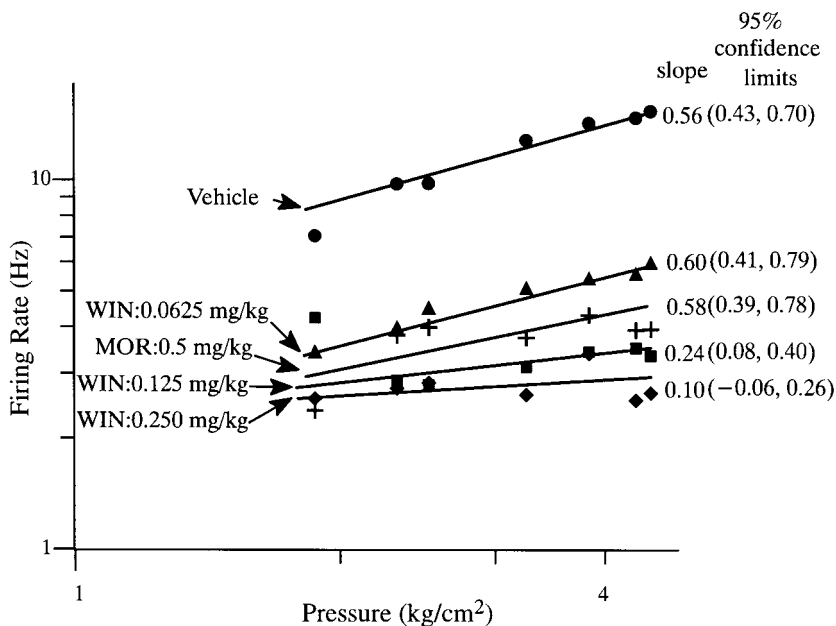 95%
confidence
limits
slope
0.56 (0.43, 0.70)
10
Vehicle
0.60 (0.41, 0.79)
0.58 (0.39, 0.78)
WIN:0.0625 mg/kg
MOR:0.5 mg/kg
0.24 (0.08, 0.40)
WIN:0.125 mg/kg
0.10 (−0.06, 0.26)
WIN:0.250 mg/kg
Firing Rate (Hz)
1
1
4
Pressure (kg/cm²)